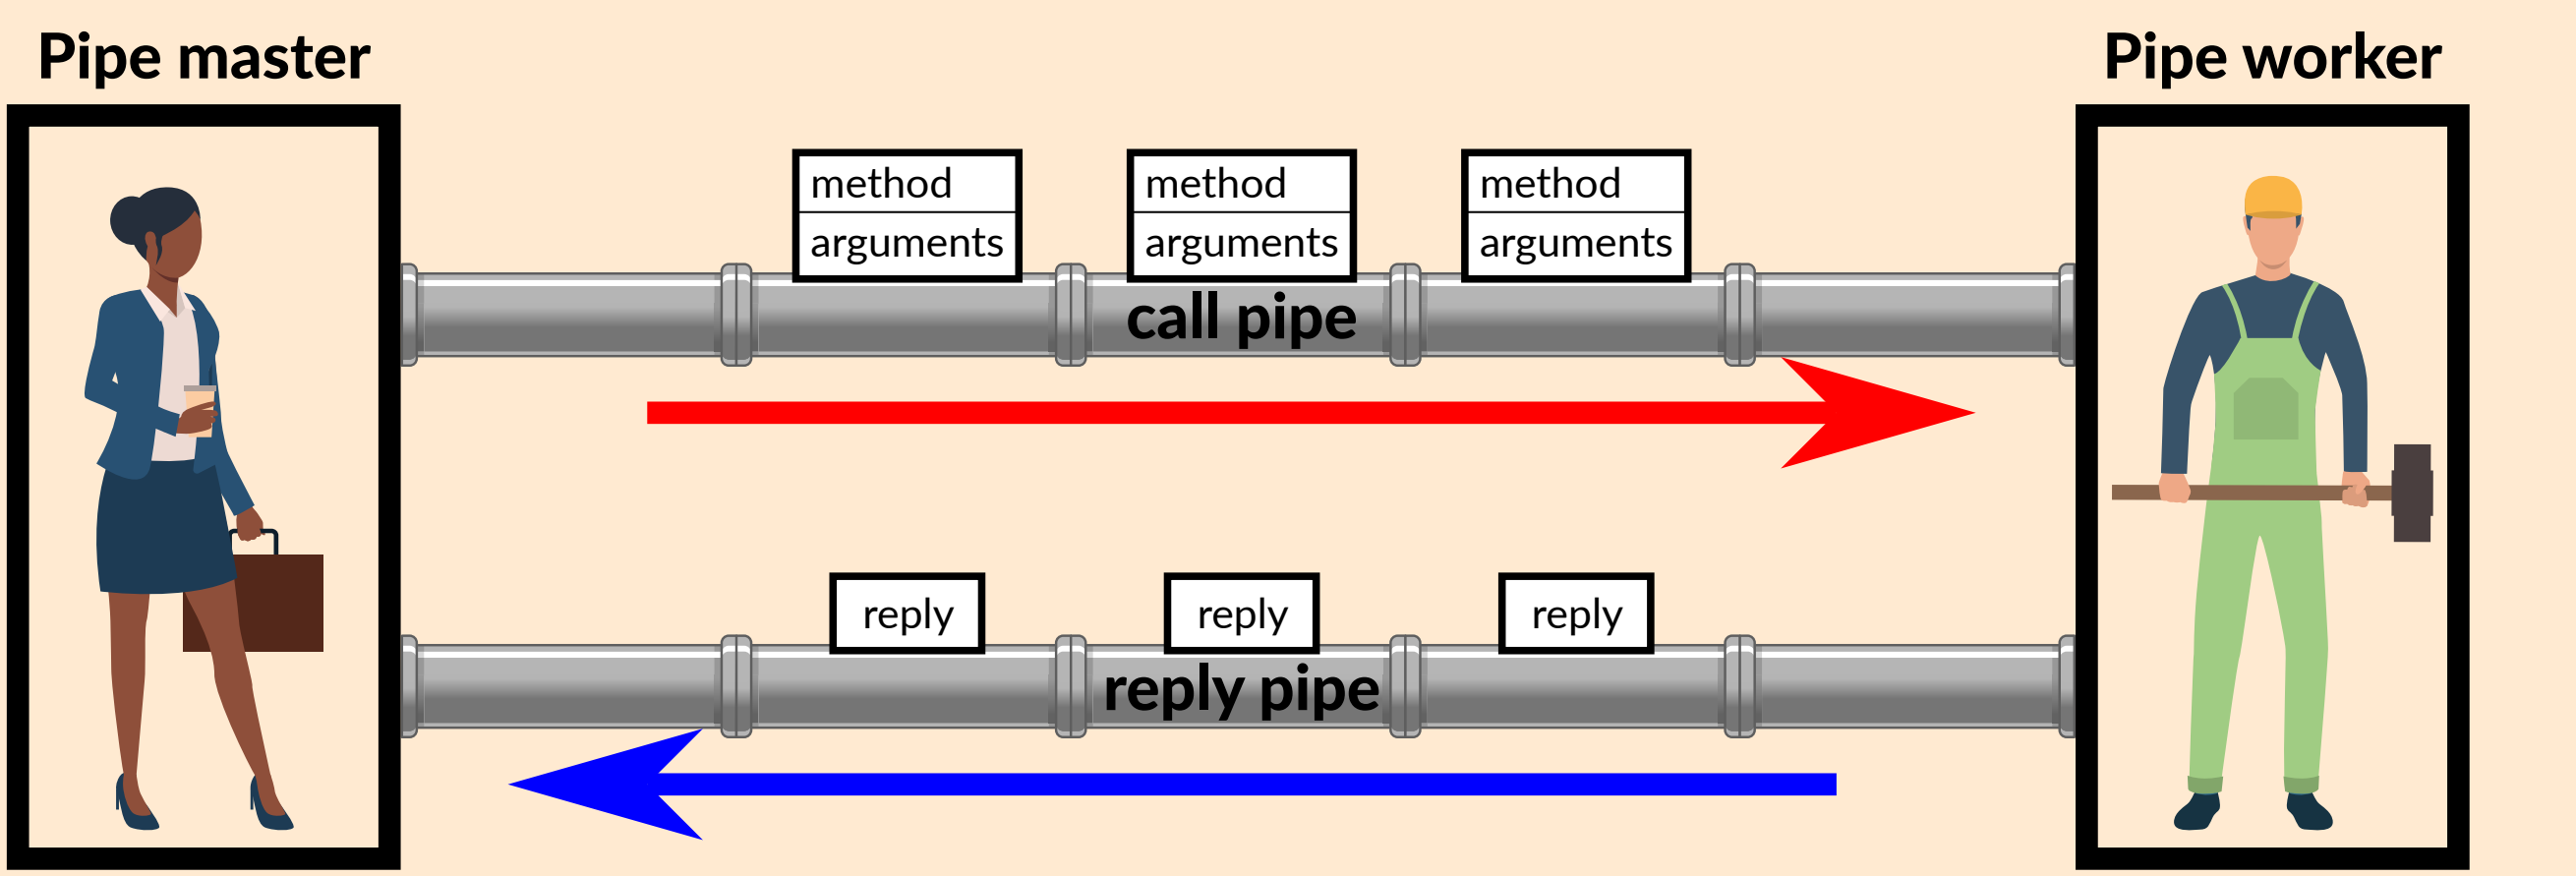 Pipe master
Pipe worker
method
arguments
method
arguments
method
arguments
call pipe
reply
reply
reply
reply pipe